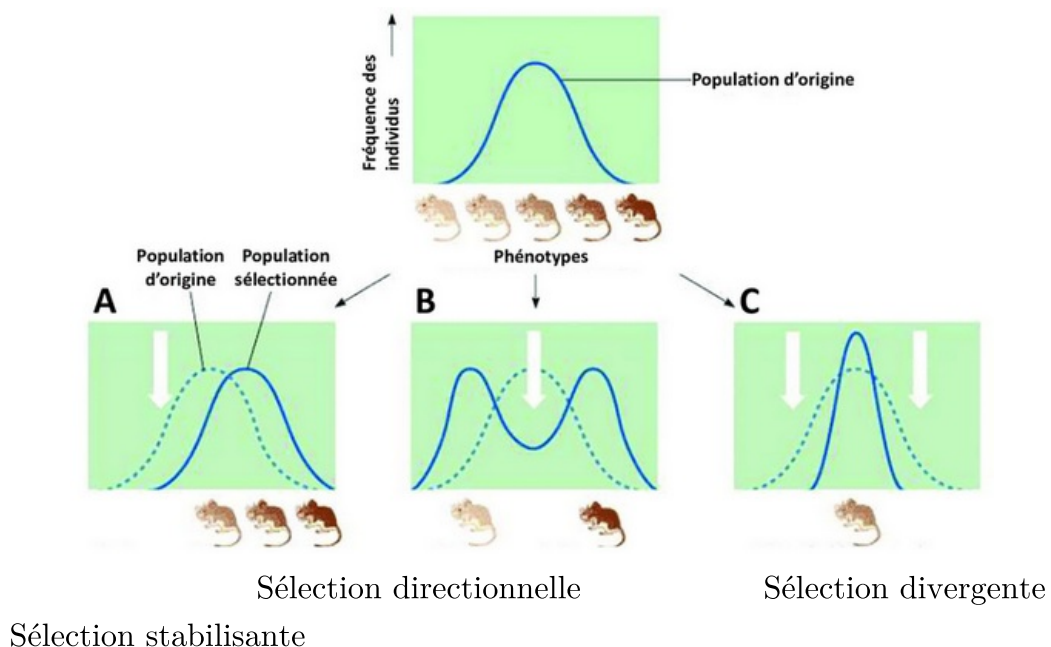 Fréquence des
individus
Population d'origine
Phénotypes
Population
d'origine
Population
sélectionnée
A
B
C
Sélection directionnelle
Sélection divergente
Sélection stabilisante